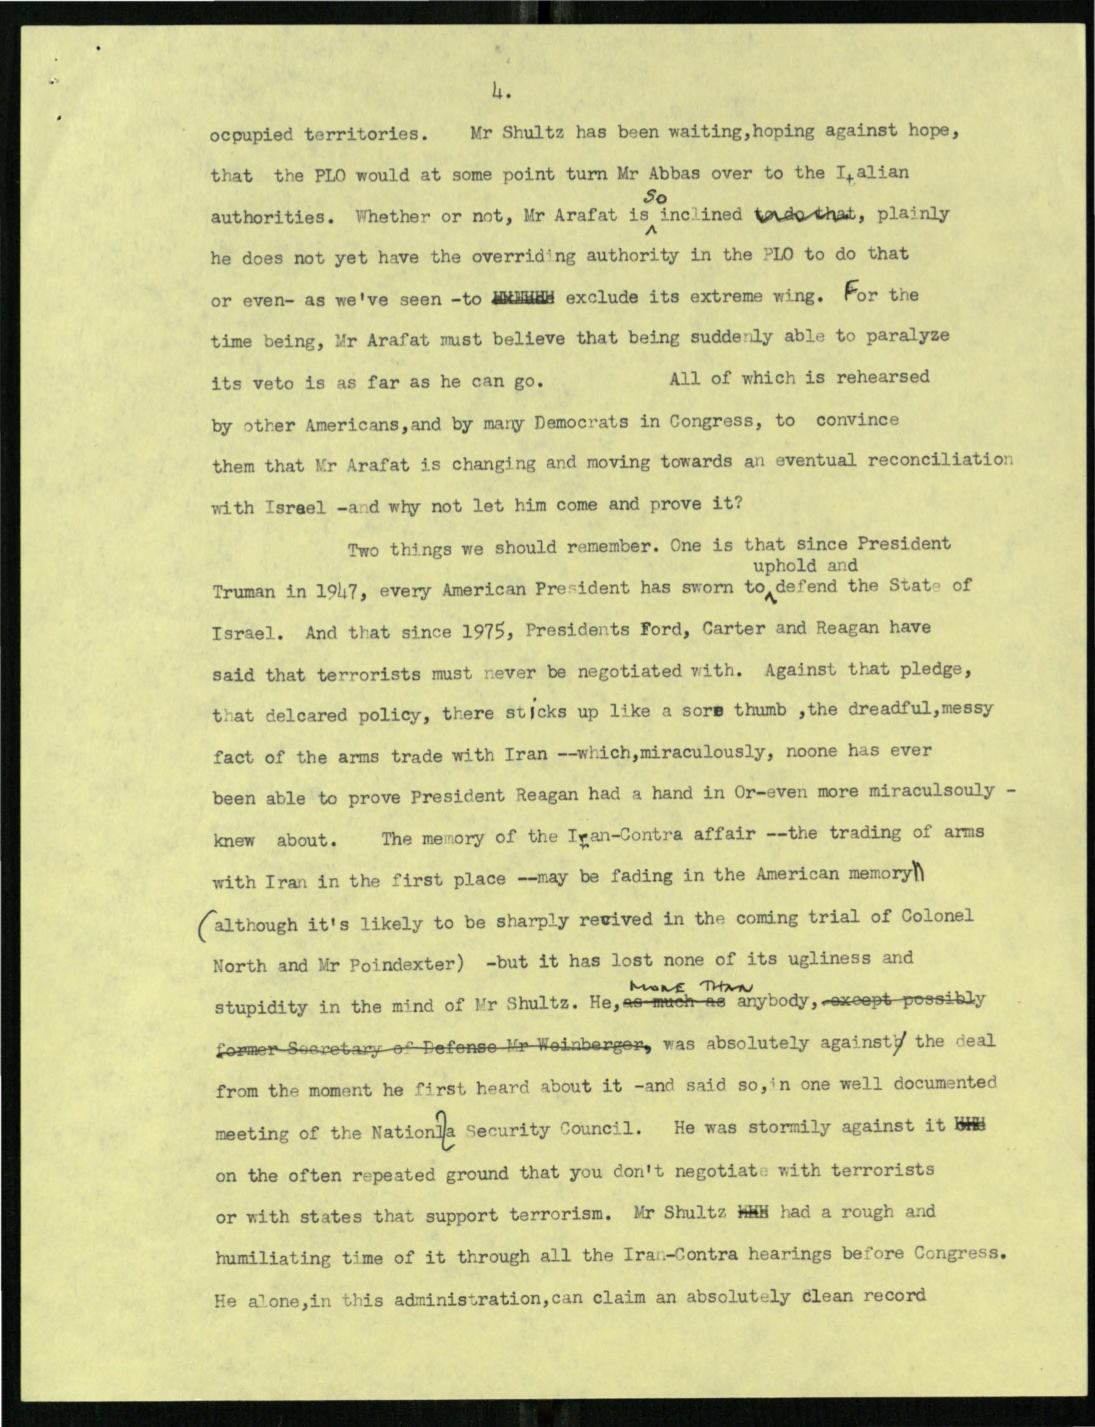 4.
occupied territories. Mr Shultz has been waiting,hoping against hope,
that the PLO would at some point turn Mr Abbas over to the Italian
so
authorities. Whether or not, Mr Arafat is inclined to do that, plainly
he does not yet have the overriding authority in the PLO to do that
or even- as we've seen -to exclude its extreme wing. For the
time being, Mr Arafat must believe that being suddenly able to paralyze
its veto is as far as he can go. All of which is rehearsed
by other Americans,and by many Democrats in Congress, to convince
them that Mr Arafat is changing and moving towards an eventual reconciliation
with Israel -and why not let him come and prove it?
Two things we should remember. One is that since President
uphold and
Truman in 1947, every American President has sworn to defend the State of
Israel. And that since 1975, Presidents Ford, Carter and Reagan have
said that terrorists must never be negotiated with. Against that pledge,
that delcared policy, there sticks up like a sore thumb ,the dreadful,messy
fact of the arms trade with Iran --which,miraculously, noone has ever
been able to prove President Reagan had a hand in Or-even more miraculsouly -
knew about. The memory of the Iran-Contra affair --the trading of arms
with Iran in the first place --may be fading in the American memory
(although it's likely to be sharply revived in the coming trial of Colonel
North and Mr Poindexter) -but it has lost none of its ugliness and
MORE THAN
stupidity in the mind of Mr Shultz. He, as much as anybody, except possibly
former Secretary of Defense Mr Weinberger, was absolutely against the deal
from the moment he first heard about it -and said so,in one well documented
meeting of the Nationla Security Council. He was stormily against it
on the often repeated ground that you don't negotiate with terrorists
or with states that support terrorism. Mr Shultz had a rough and
humiliating time of it through all the Iran-Contra hearings before Congress.
He alone,in this administration,can claim an absolutely clean record